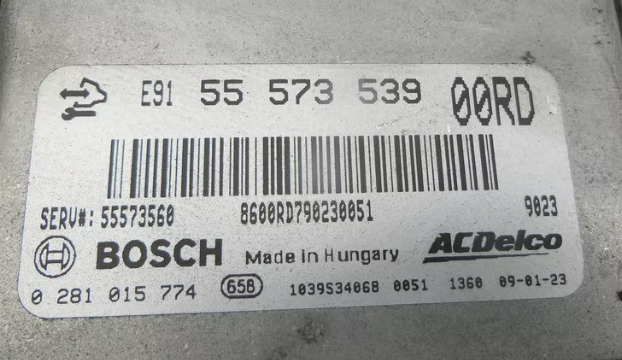 E91 55 573 539 00RD
SERV#: 55573560 8600RD790230051 9023
BOSCH Made in Hungary ACDelco
0 281 015 774 658 1039S34068 0051 1360 09-01-23